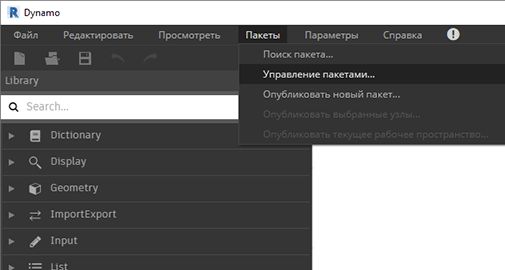 Dynamo
Файл Редактировать Просмотреть Пакеты Параметры Справка
Поиск пакета...
Управление пакетами...
Опубликовать новый пакет...
Опубликовать выбранные узлы...
Опубликовать текущее рабочее пространство...
Library
Search...
Dictionary
Display
Geometry
ImportExport
Input
List